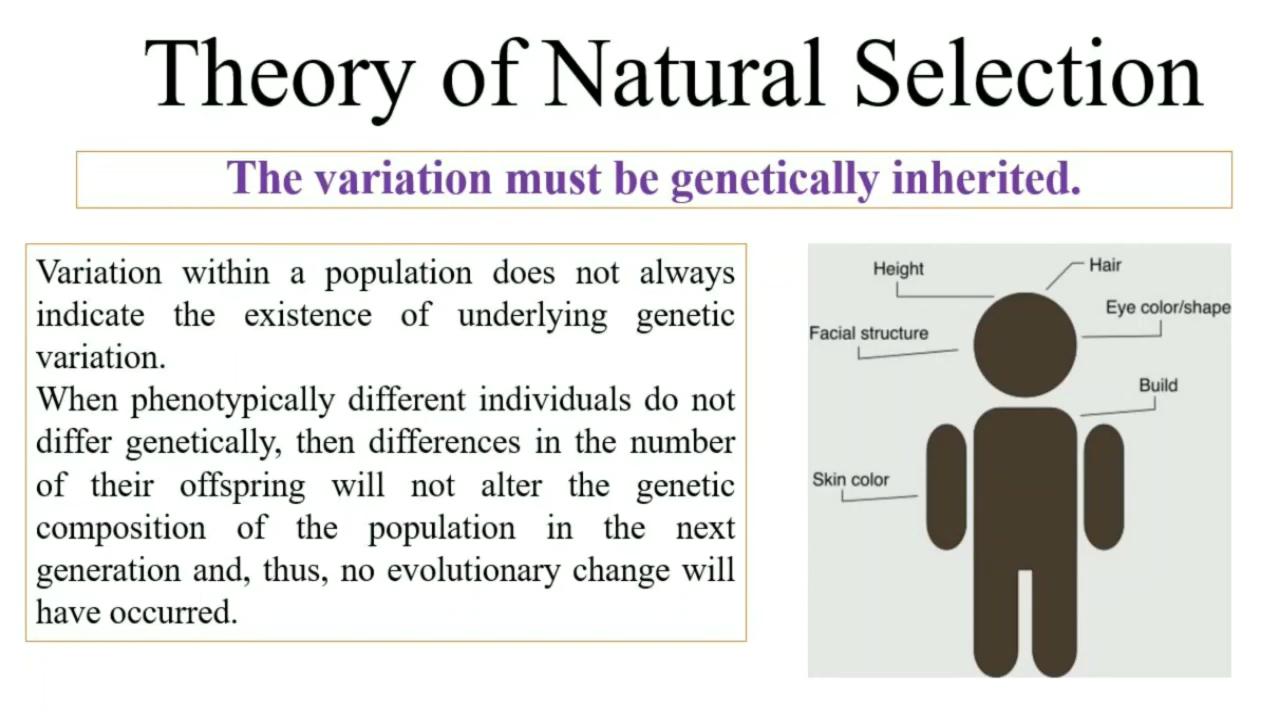 Theory of Natural Selection
The variation must be genetically inherited.
Variation within a population does not always
indicate the existence of underlying genetic
variation.
When phenotypically different individuals do not
differ genetically, then differences in the number
of their offspring will not alter the genetic
composition of the population in the next
generation and, thus, no evolutionary change will
have occurred.
Height
Hair
Eye color/shape
Facial structure
Build
Skin color